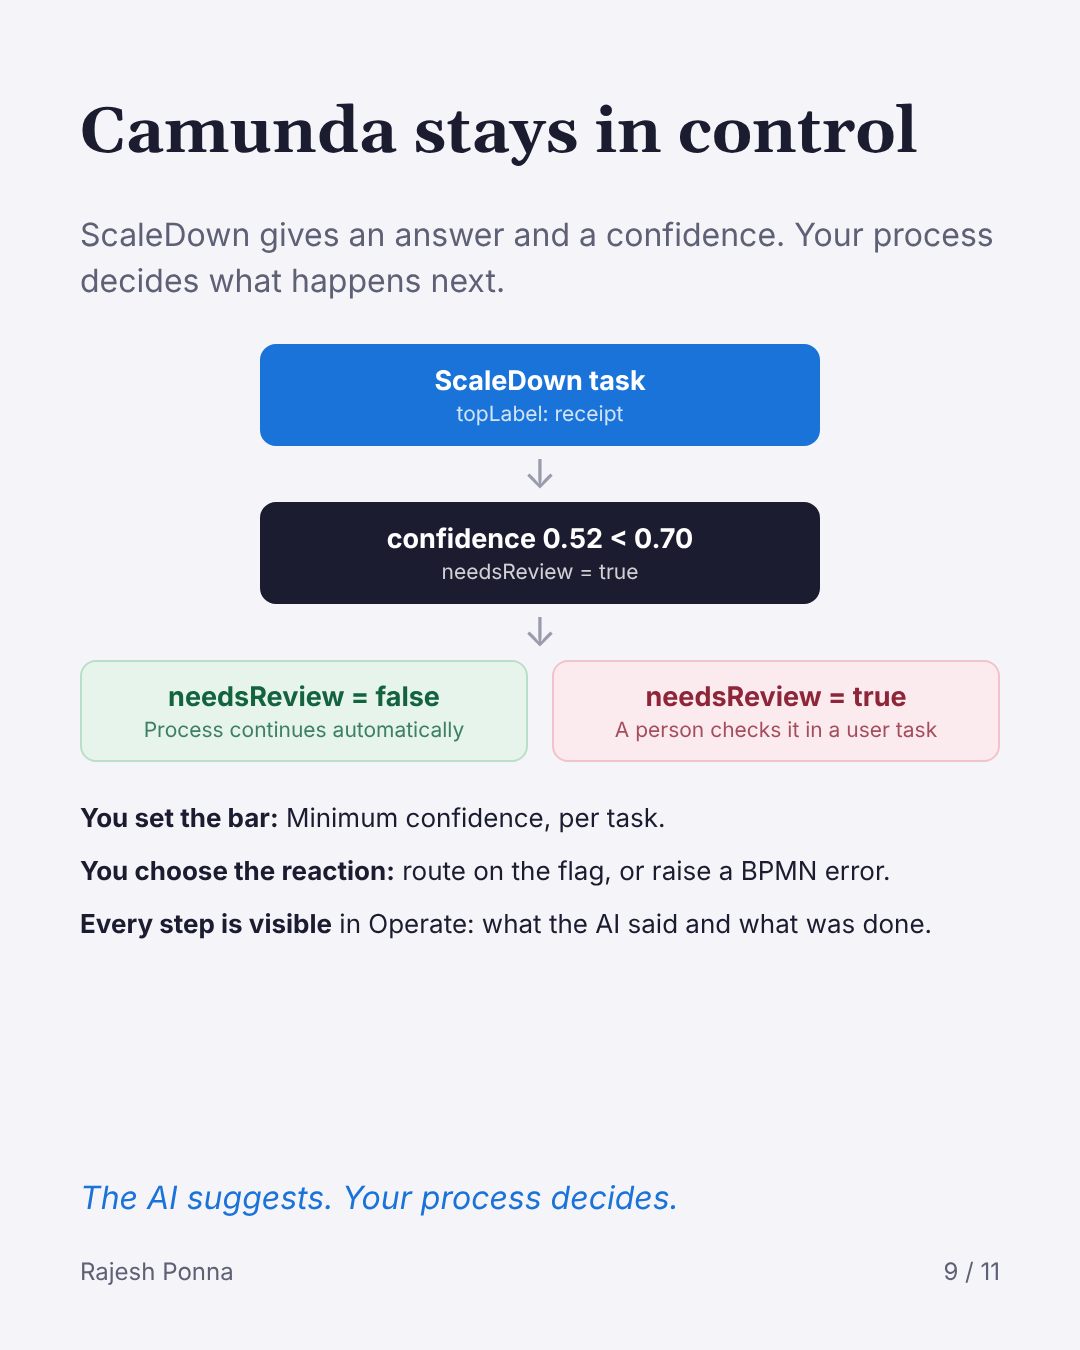 Camunda stays in control
ScaleDown gives an answer and a confidence. Your process
decides what happens next.
ScaleDown task
topLabel: receipt
confidence 0.52 < 0.70
needsReview = true
needsReview = false
Process continues automatically
needsReview = true
A person checks it in a user task
You set the bar: Minimum confidence, per task.
You choose the reaction: route on the flag, or raise a BPMN error.
Every step is visible in Operate: what the AI said and what was done.
The AI suggests. Your process decides.
Rajesh Ponna
9 / 11